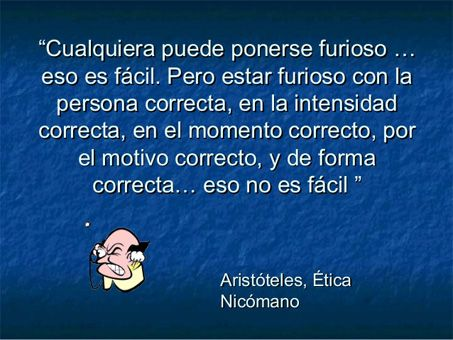 “Cualquiera puede ponerse furioso …
eso es fácil. Pero estar furioso con la
persona correcta, en la intensidad
correcta, en el momento correcto, por
el motivo correcto, y de forma
correcta… eso no es fácil ”
.
Aristóteles, Ética
Nicómano